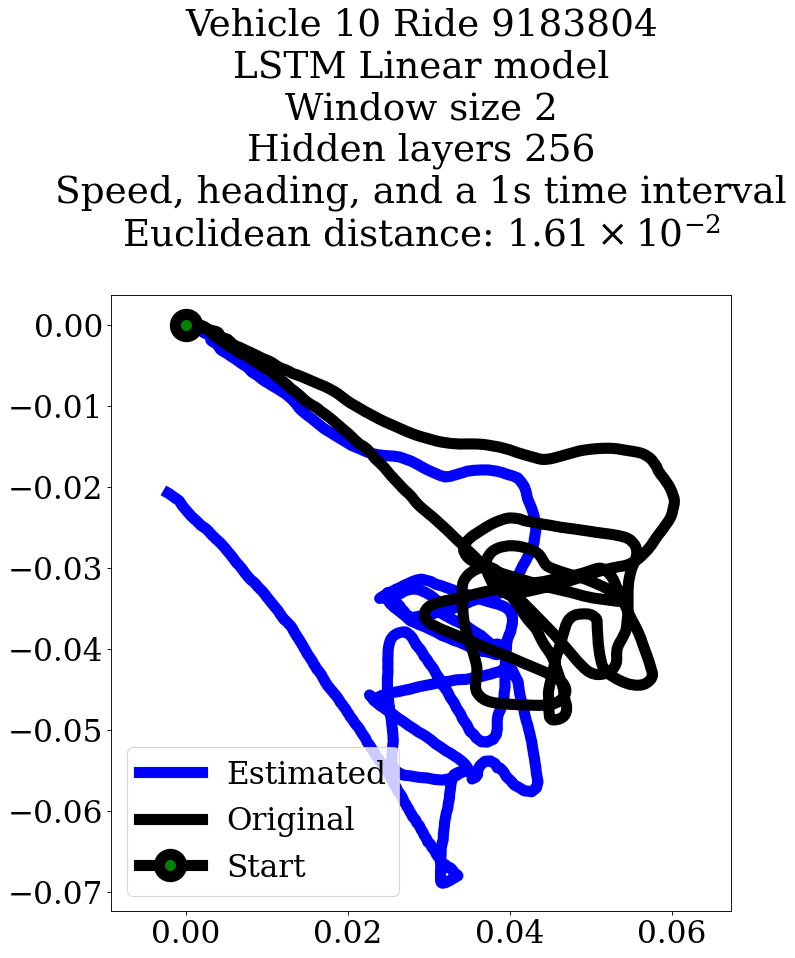 Vehicle 10 Ride 9183804
LSTM Linear model
Window size 2
Hidden layers 256
Speed, heading, and a 1s time interval
Euclidean distance: 1.61 × 10⁻²
0.00
−0.01
−0.02
−0.03
−0.04
−0.05
−0.06
−0.07
Estimated
Original
Start
0.00 0.02 0.04 0.06